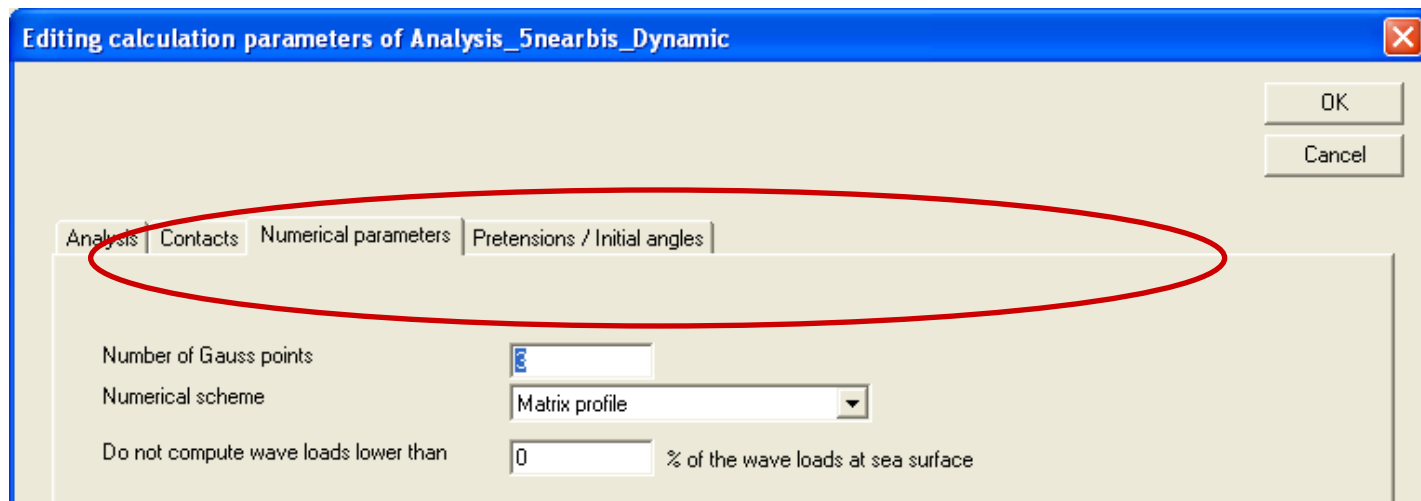 Editing calculation parameters of Analysis_5nearbis_Dynamic
OK
Cancel
Analysis Contacts Numerical parameters Pretensions / Initial angles
Number of Gauss points 3
Numerical scheme Matrix profile
Do not compute wave loads lower than 0 % of the wave loads at sea surface